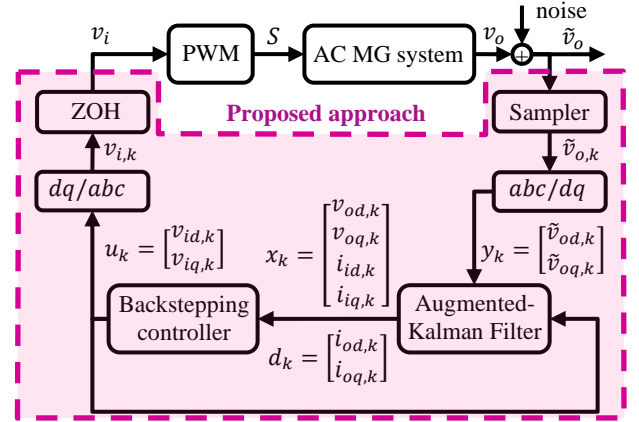 noise
v_i
S
v_o
ṽ_o
PWM
AC MG system
+
Proposed approach
ZOH
Sampler
v_{i,k}
ṽ_{o,k}
dq/abc
abc/dq
u_k = [v_{id,k} v_{iq,k}]
x_k = [v_{od,k} v_{oq,k} i_{id,k} i_{iq,k}]
y_k = [ṽ_{od,k} ṽ_{oq,k}]
Backstepping
controller
Augmented-
Kalman Filter
d_k = [i_{od,k} i_{oq,k}]